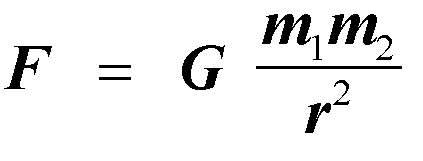 F = G m₁m₂ / r²